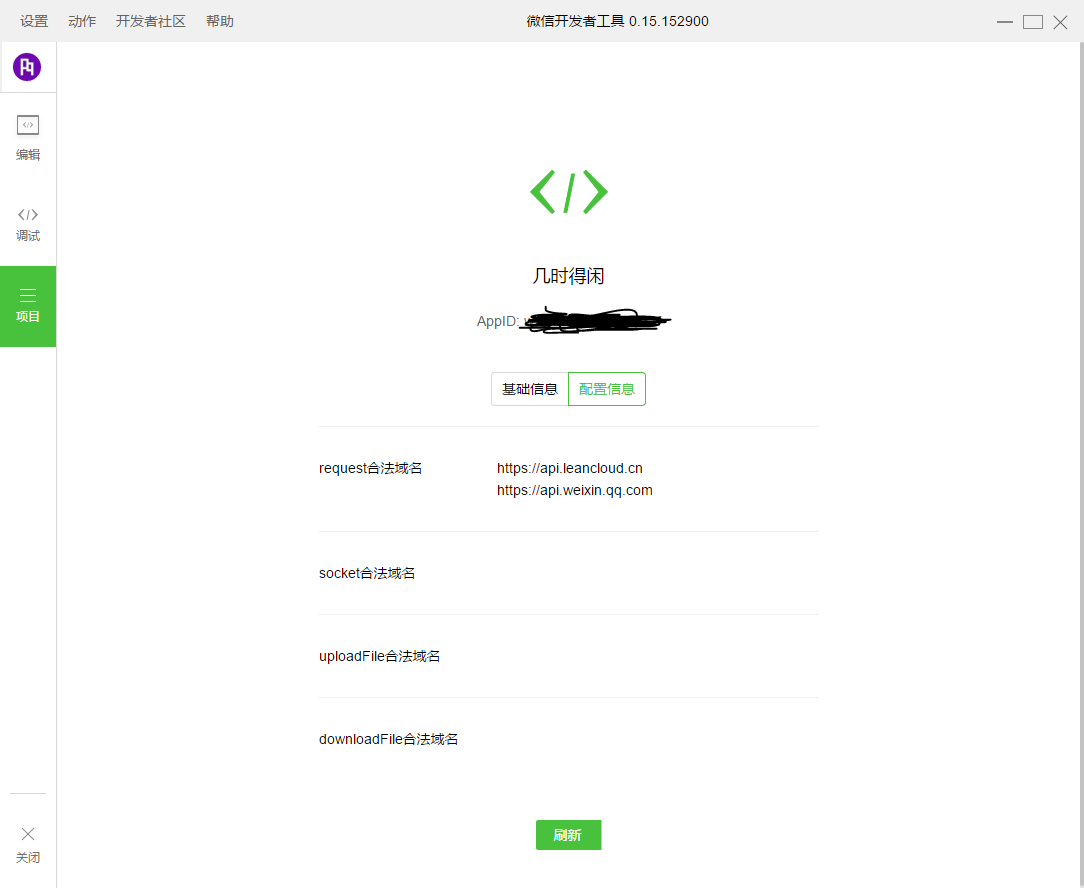 设置 动作 开发者社区 帮助 微信开发者工具 0.15.152900
编辑
调试
项目
几时得闲
AppID:
基础信息 配置信息
request合法域名 https://api.leancloud.cn
https://api.weixin.qq.com
socket合法域名
uploadFile合法域名
downloadFile合法域名
刷新
关闭